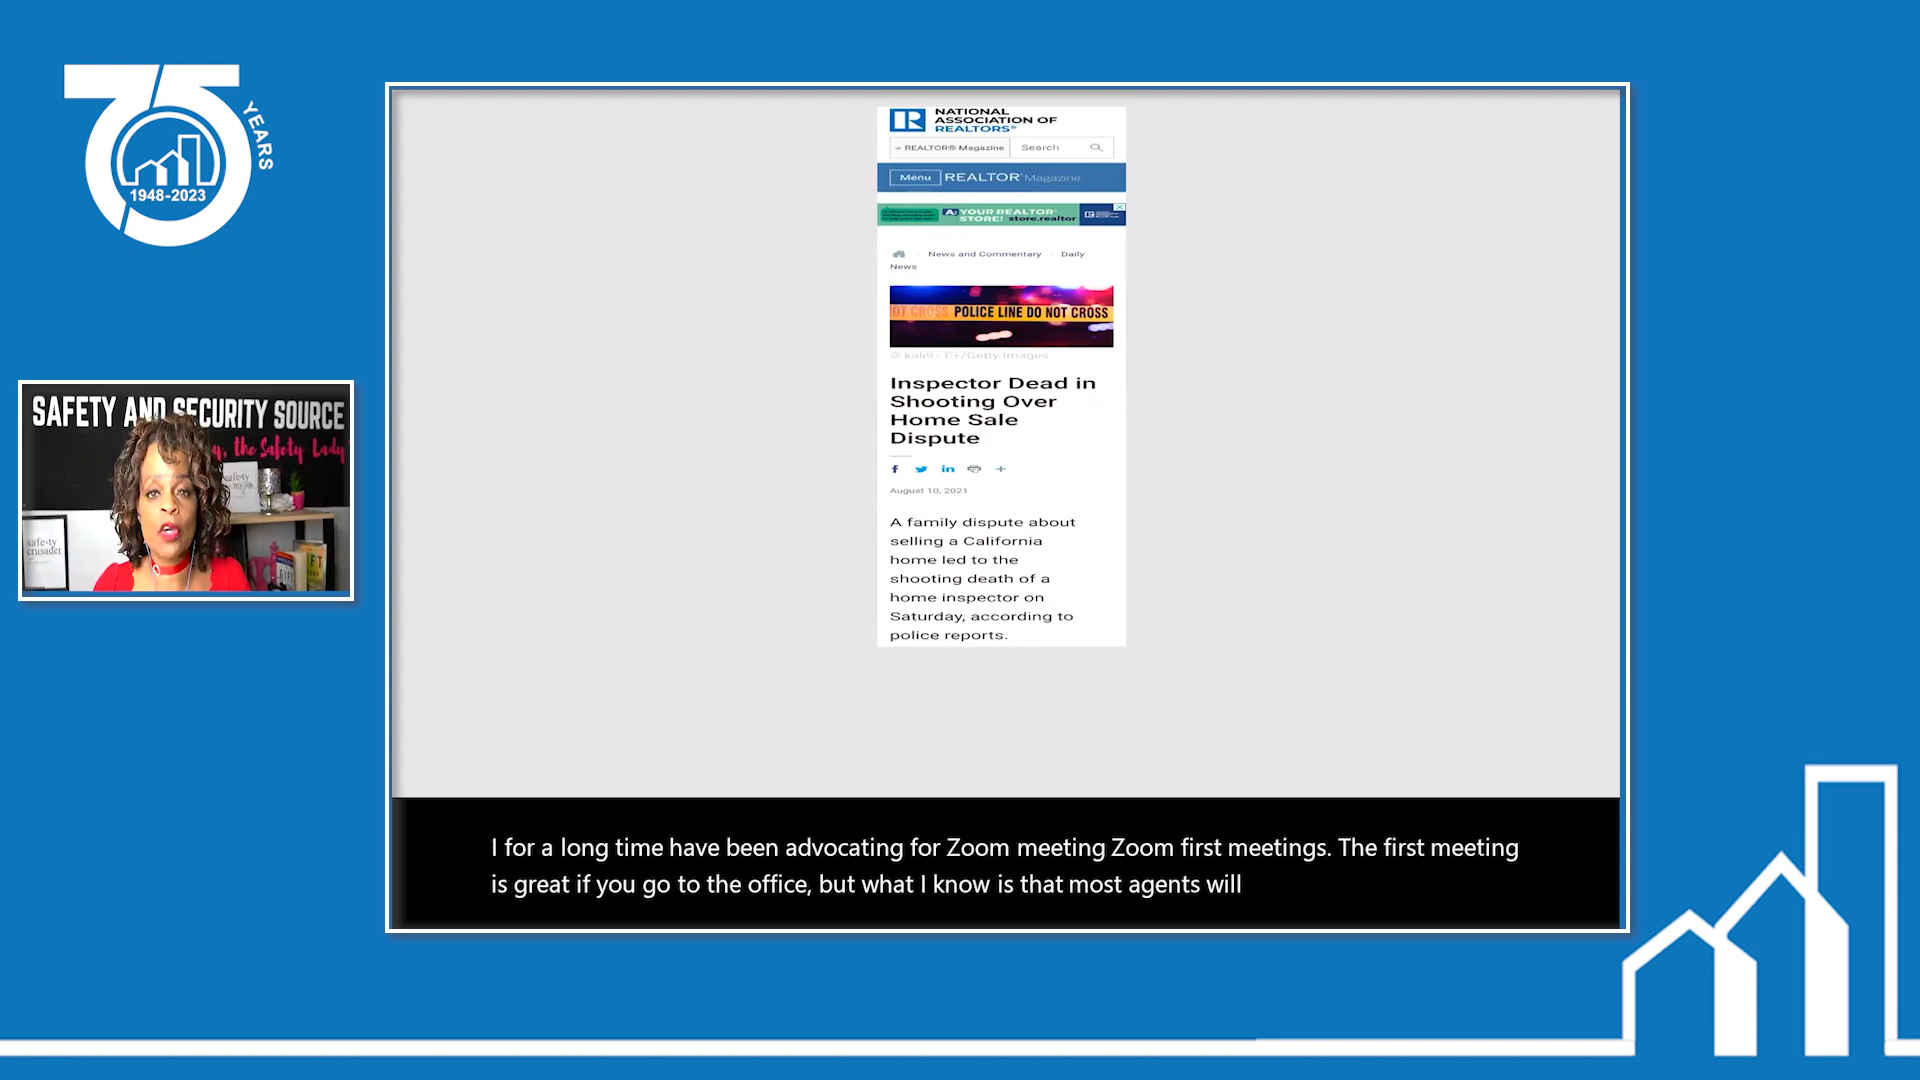 75
YEARS
1948-2023
SAFETY AND SECURITY SOURCE
the Safety Lady
safe-ty
crusader
NATIONAL
ASSOCIATION OF
REALTORS®
REALTOR® Magazine Search
Menu REALTOR® Magazine
YOUR REALTOR®
STORE! store.realtor
News and Commentary Daily
News
OT CROSS POLICE LINE DO NOT CROSS
© kali9 - E+/Getty Images
Inspector Dead in
Shooting Over
Home Sale
Dispute
August 10, 2021
A family dispute about
selling a California
home led to the
shooting death of a
home inspector on
Saturday, according to
police reports.
I for a long time have been advocating for Zoom meeting Zoom first meetings. The first meeting
is great if you go to the office, but what I know is that most agents will